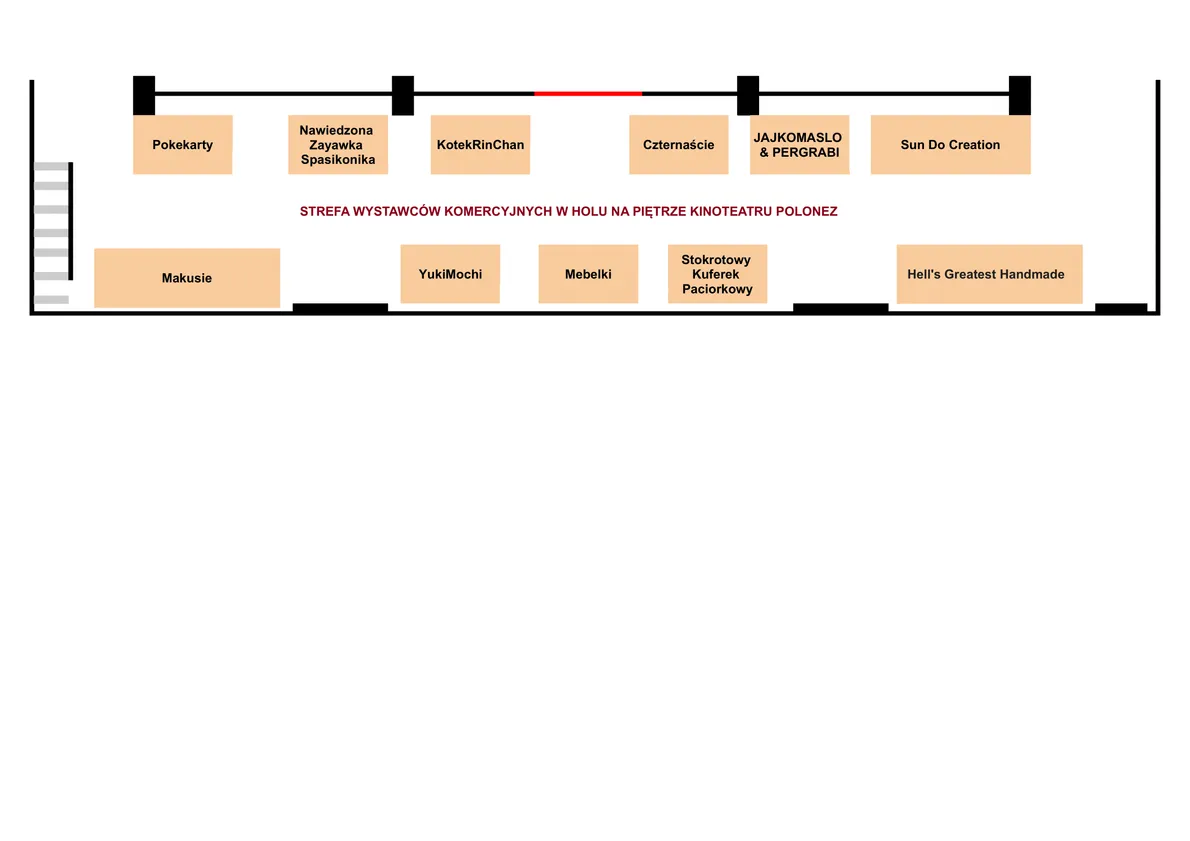 Pokekarty
Nawiedzona
Zayawka
Spasikonika
KotekRinChan
Czternaście
JAJKOMASLO
& PERGRABI
Sun Do Creation
STREFA WYSTAWCÓW KOMERCYJNYCH W HOLU NA PIĘTRZE KINOTEATRU POLONEZ
Makusie
YukiMochi
Mebelki
Stokrotowy
Kuferek
Paciorkowy
Hell's Greatest Handmade